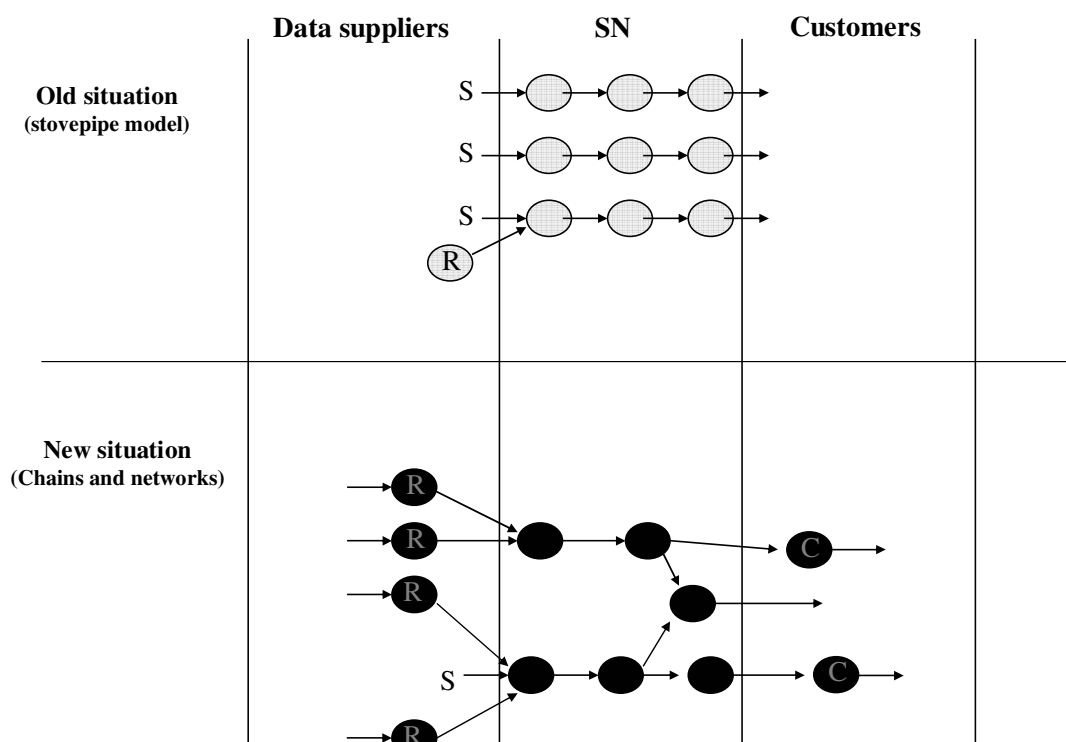 Data suppliers SN Customers
Old situation
(stovepipe model)
S
S
S
R
New situation
(Chains and networks)
R
R
C
R
S
C
R